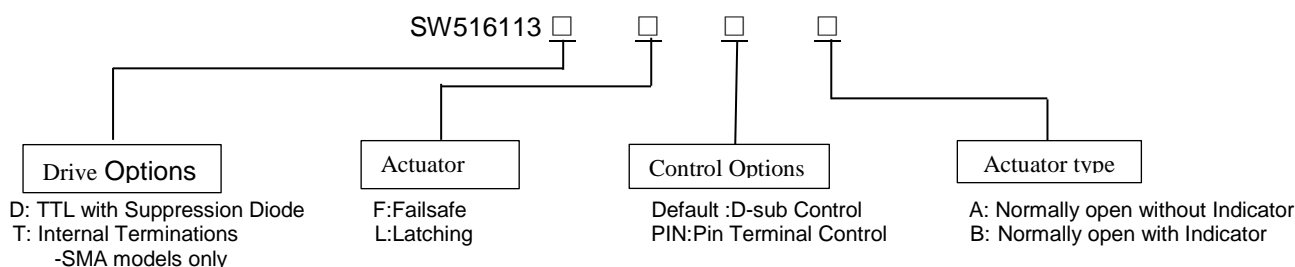 SW516113 □ □ □ □
Drive Options
Actuator
Control Options
Actuator type
D: TTL with Suppression Diode
T: Internal Terminations
-SMA models only
F:Failsafe
L:Latching
Default :D-sub Control
PIN:Pin Terminal Control
A: Normally open without Indicator
B: Normally open with Indicator